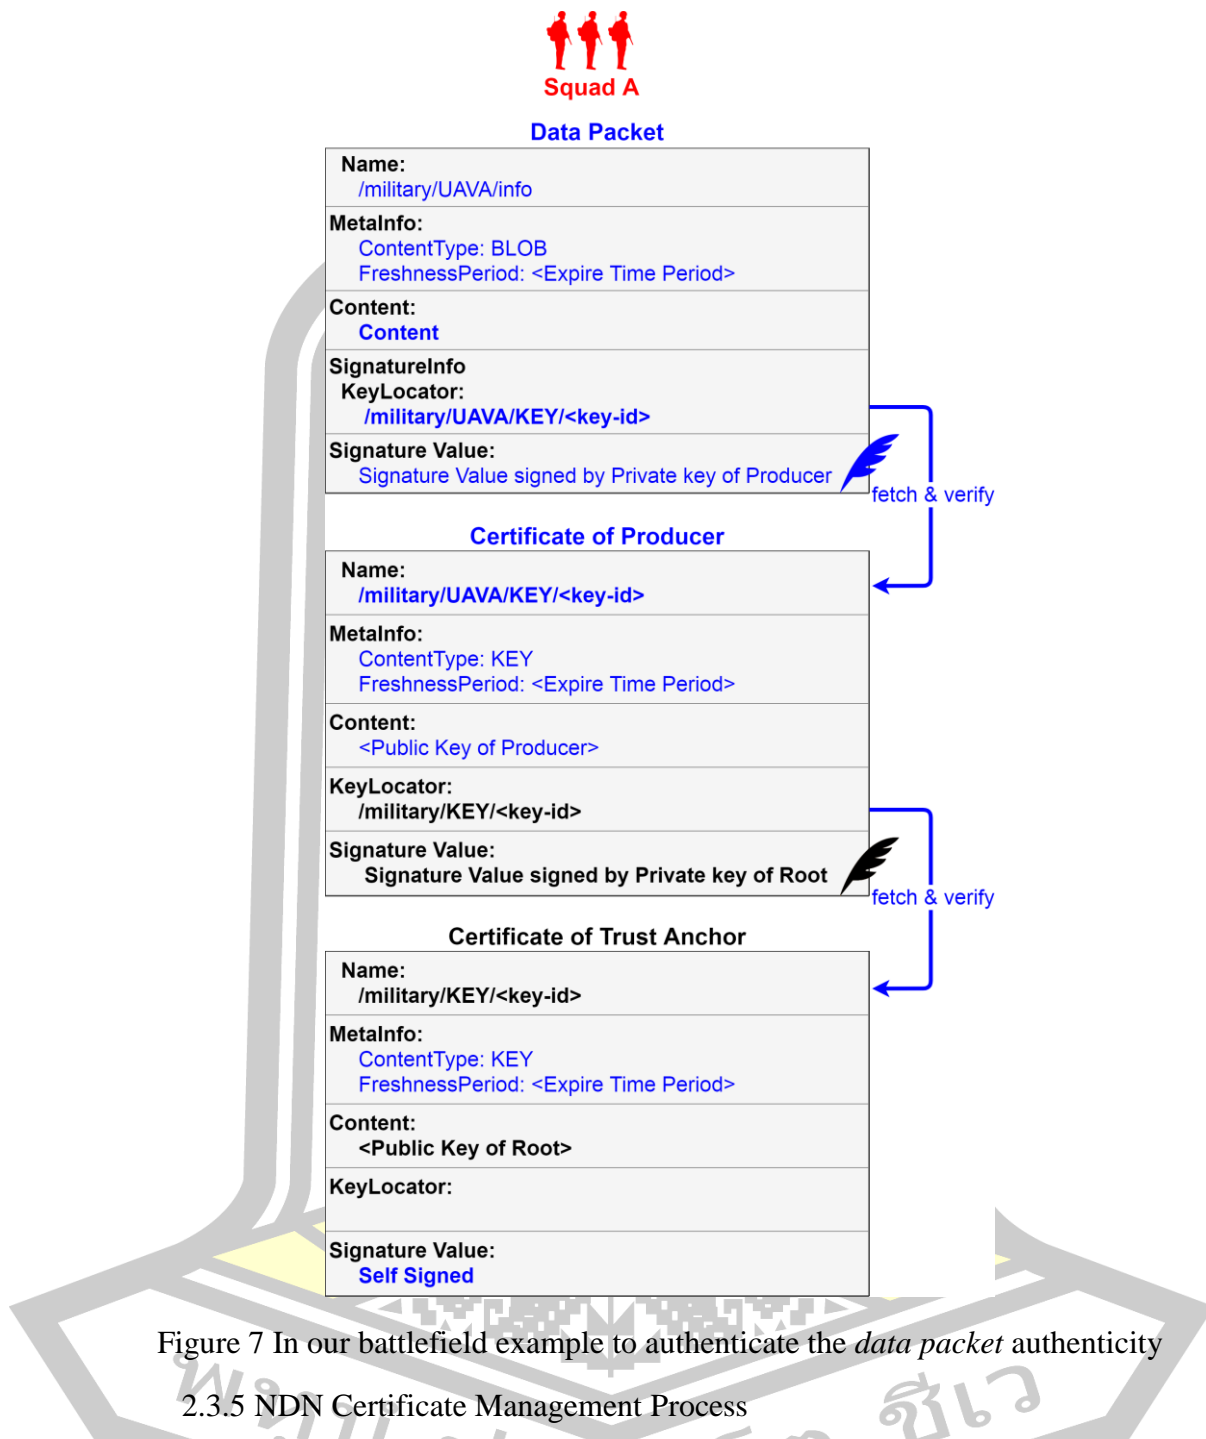 Squad A
Data Packet
Name:
/military/UAVA/info
MetaInfo:
ContentType: BLOB
FreshnessPeriod: <Expire Time Period>
Content:
Content
SignatureInfo
KeyLocator:
/military/UAVA/KEY/<key-id>
Signature Value:
Signature Value signed by Private key of Producer
fetch & verify
Certificate of Producer
Name:
/military/UAVA/KEY/<key-id>
MetaInfo:
ContentType: KEY
FreshnessPeriod: <Expire Time Period>
Content:
<Public Key of Producer>
KeyLocator:
/military/KEY/<key-id>
Signature Value:
Signature Value signed by Private key of Root
fetch & verify
Certificate of Trust Anchor
Name:
/military/KEY/<key-id>
MetaInfo:
ContentType: KEY
FreshnessPeriod: <Expire Time Period>
Content:
<Public Key of Root>
KeyLocator:
Signature Value:
Self Signed
Figure 7 In our battlefield example to authenticate the data packet authenticity
2.3.5 NDN Certificate Management Process
ชีเว